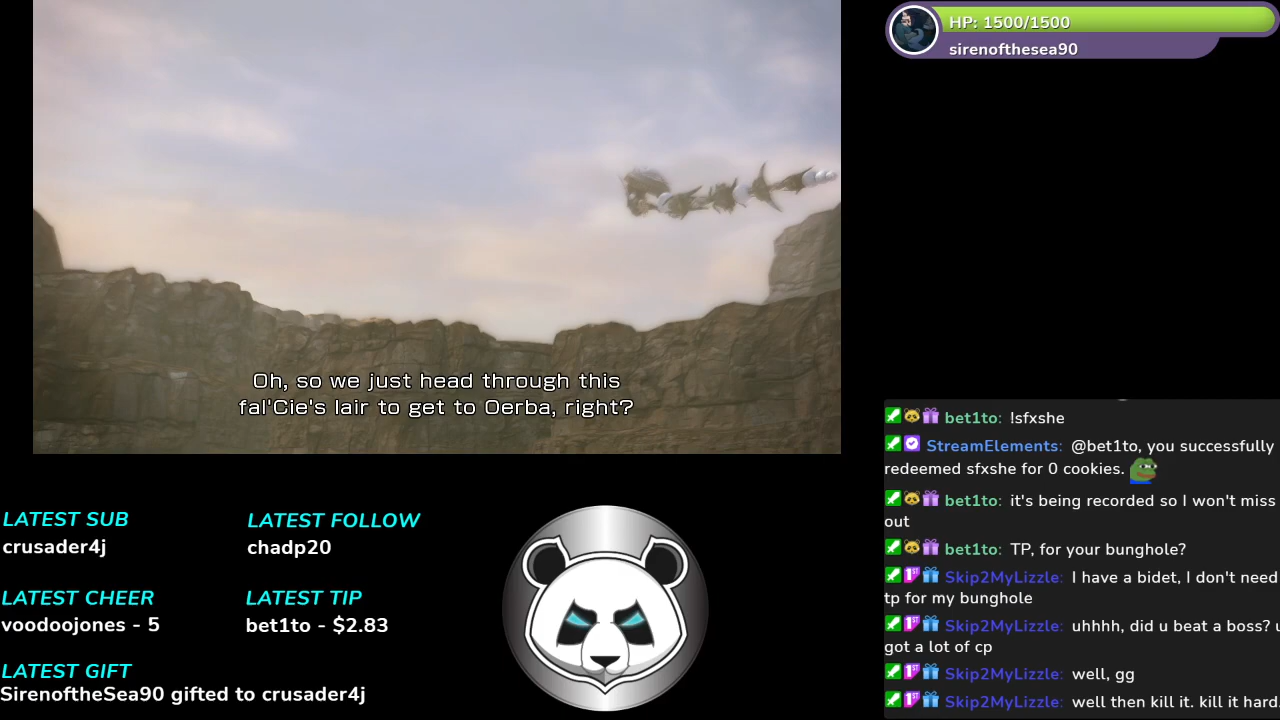 HP: 1500/1500
sirenofthesea90
Oh, so we just head through this
fal'Cie's lair to get to Oerba, right?
bet1to: !sfxshe
StreamElements: @bet1to, you successfully
redeemed sfxshe for 0 cookies.
bet1to: it's being recorded so I won't miss
out
bet1to: TP, for your bunghole?
Skip2MyLizzle: I have a bidet, I don't need
tp for my bunghole
Skip2MyLizzle: uhhhh, did u beat a boss? u
got a lot of cp
Skip2MyLizzle: well, gg
Skip2MyLizzle: well then kill it. kill it hard.
LATEST SUB
crusader4j
LATEST FOLLOW
chadp20
LATEST CHEER
voodoojones - 5
LATEST TIP
bet1to - $2.83
LATEST GIFT
SirenoftheSea90 gifted to crusader4j